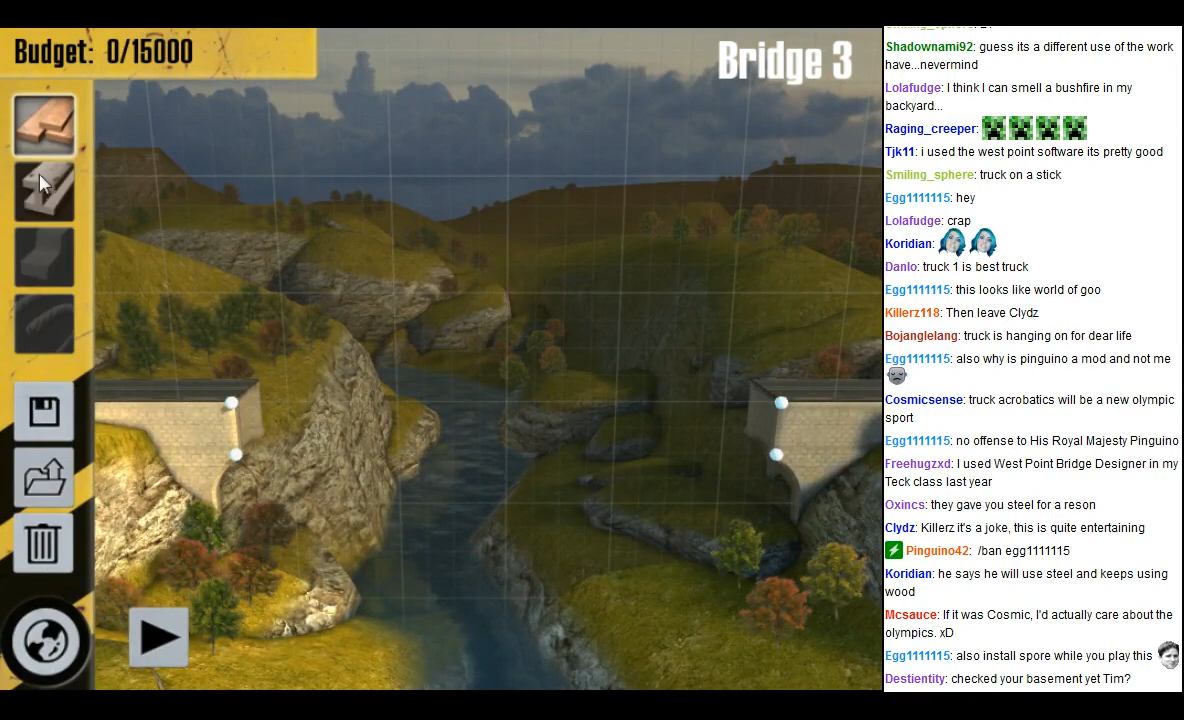 Budget: 0/15000
Bridge 3
Shadownami92: guess its a different use of the work
have...nevermind
Lolafudge: I think I can smell a bushfire in my
backyard...
Raging_creeper:
Tjk11: i used the west point software its pretty good
Smiling_sphere: truck on a stick
Egg1111115: hey
Lolafudge: crap
Koridian:
Danlo: truck 1 is best truck
Egg1111115: this looks like world of goo
Killerz118: Then leave Clydz
Bojanglelang: truck is hanging on for dear life
Egg1111115: also why is pinguino a mod and not me
Cosmicsense: truck acrobatics will be a new olympic
sport
Egg1111115: no offense to His Royal Majesty Pinguino
Freehugzxd: I used West Point Bridge Designer in my
Teck class last year
Oxincs: they gave you steel for a reson
Clydz: Killerz it's a joke, this is quite entertaining
Pinguino42: /ban egg1111115
Koridian: he says he will use steel and keeps using
wood
Mcsauce: If it was Cosmic, I'd actually care about the
olympics. xD
Egg1111115: also install spore while you play this
Destientity: checked your basement yet Tim?